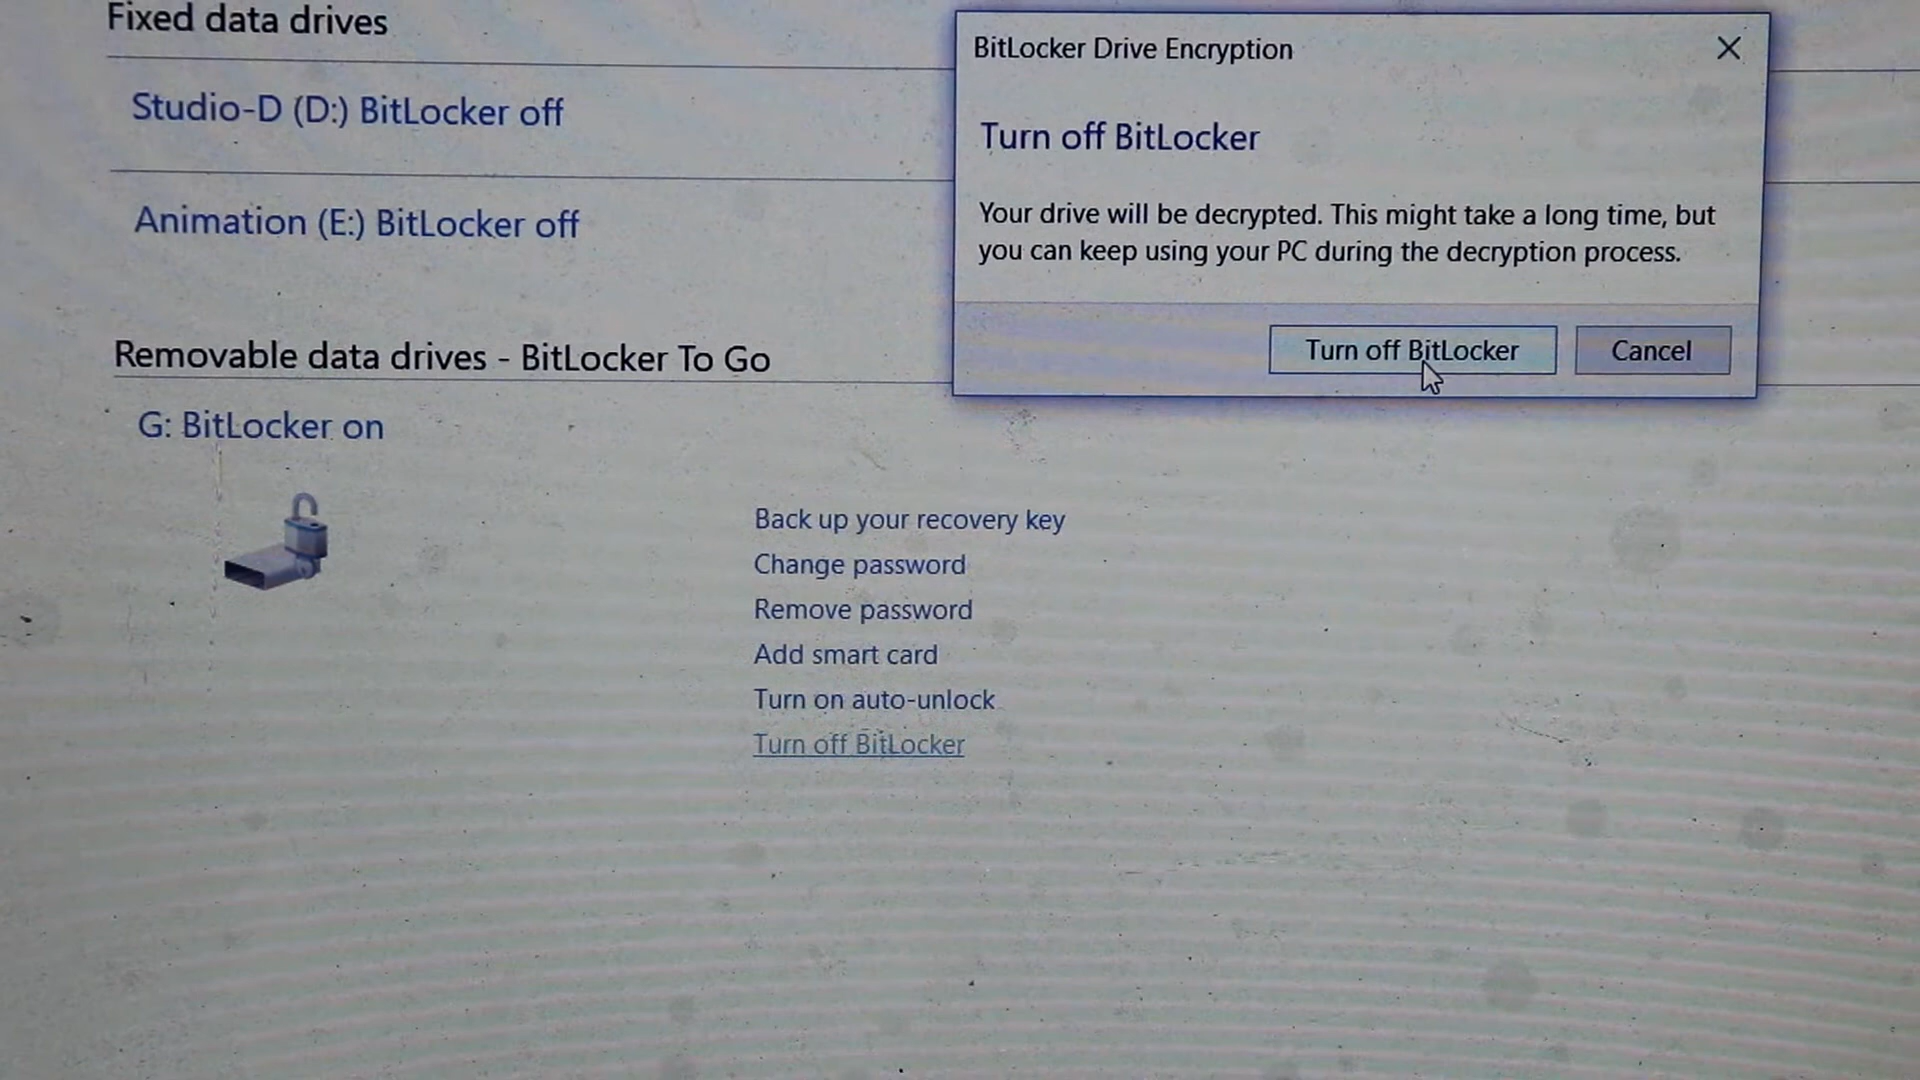 Fixed data drives
Studio-D (D:) BitLocker off
Animation (E:) BitLocker off
Removable data drives - BitLocker To Go
G: BitLocker on
Back up your recovery key
Change password
Remove password
Add smart card
Turn on auto-unlock
Turn off BitLocker
BitLocker Drive Encryption
Turn off BitLocker
Your drive will be decrypted. This might take a long time, but
you can keep using your PC during the decryption process.
Turn off BitLocker
Cancel